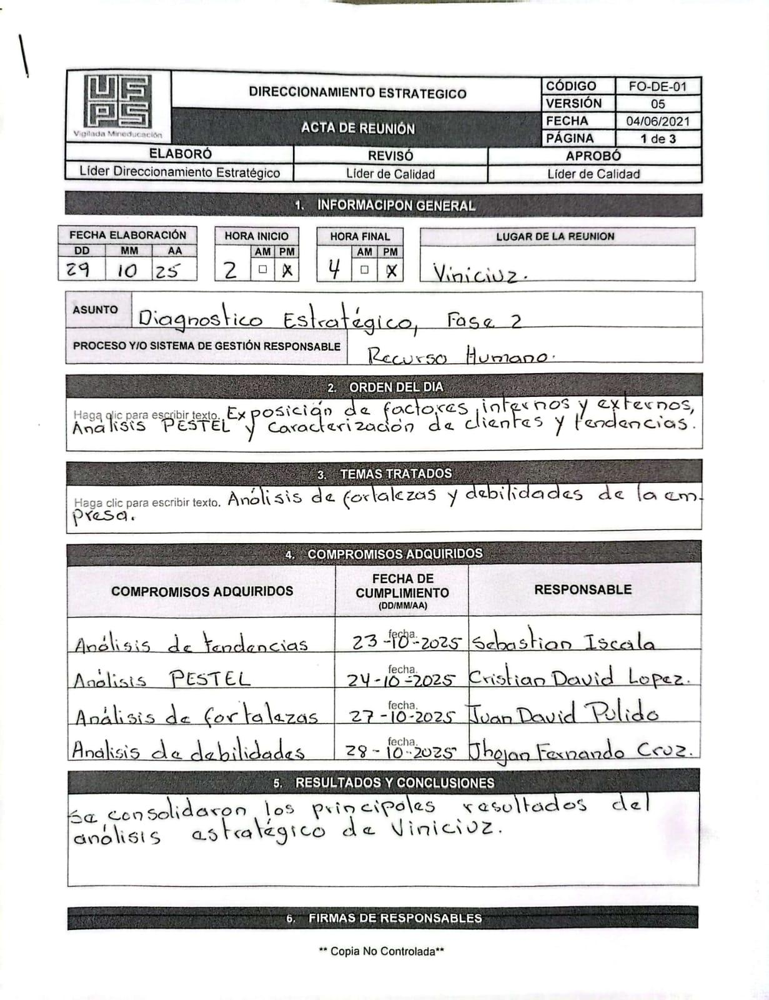 UFPS
Vigilada Mineducación
DIRECCIONAMIENTO ESTRATEGICO
ACTA DE REUNIÓN
CÓDIGO FO-DE-01
VERSIÓN 05
FECHA 04/06/2021
PÁGINA 1 de 3
ELABORÓ REVISÓ APROBÓ
Líder Direccionamiento Estratégico Líder de Calidad Líder de Calidad
1. INFORMACIPON GENERAL
FECHA ELABORACIÓN HORA INICIO HORA FINAL LUGAR DE LA REUNION
DD MM AA AM PM AM PM
29 10 25 2 ☐ X 4 ☐ X Viniciuz.
ASUNTO Diagnostico Estratégico, Fase 2
PROCESO Y/O SISTEMA DE GESTIÓN RESPONSABLE Recurso Humano.
2. ORDEN DEL DIA
Haga clic para escribir texto. Exposición de factores internos y externos,
Análisis PESTEL y caracterización de clientes y tendencias.
3. TEMAS TRATADOS
Haga clic para escribir texto. Análisis de fortalezas y debilidades de la em-
presa.
4. COMPROMISOS ADQUIRIDOS
COMPROMISOS ADQUIRIDOS FECHA DE CUMPLIMIENTO (DD/MM/AA) RESPONSABLE
fecha.
Análisis de tendencias 23-10-2025 Sebastian Iscala
fecha.
Análisis PESTEL 24-10-2025 Cristian David Lopez.
fecha.
Análisis de fortalezas 27-10-2025 Juan David Pulido
fecha.
Analisis de debilidades 28-10-2025 Jhojan Fernando Cruz.
5. RESULTADOS Y CONCLUSIONES
Se consolidaron los principales resultados del
análisis estratégico de Viniciuz.
6. FIRMAS DE RESPONSABLES
** Copia No Controlada**